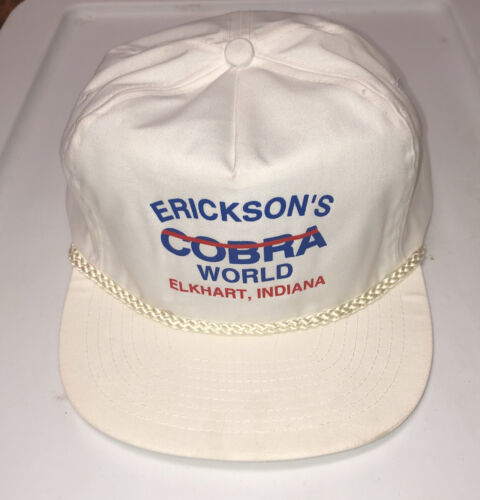 ERICKSON'S
COBRA
WORLD
ELKHART, INDIANA